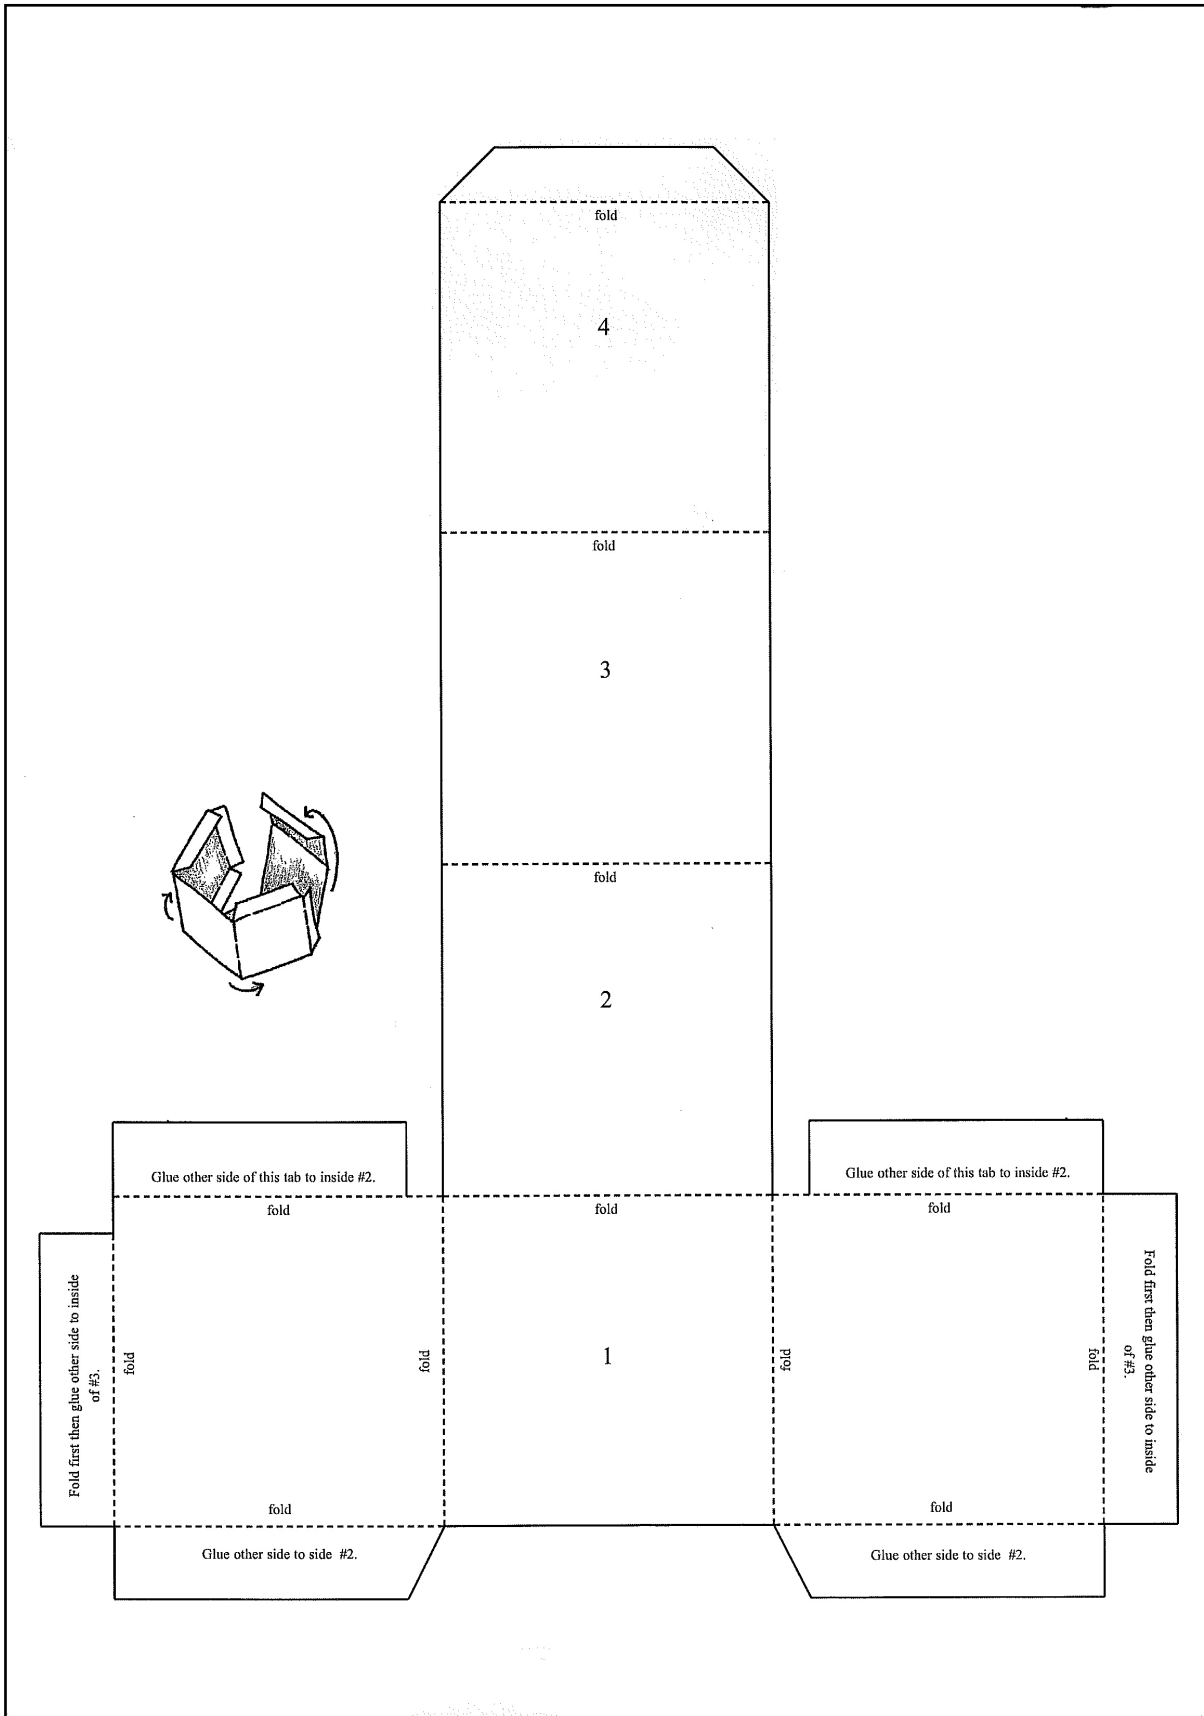 fold
4
fold
3
fold
2
Glue other side of this tab to inside #2.
Glue other side of this tab to inside #2.
fold
fold
fold
Fold first then glue other side to inside
of #3.
fold
fold
1
fold
fold
Fold first then glue other side to inside
of #3.
fold
fold
Glue other side to side #2.
Glue other side to side #2.